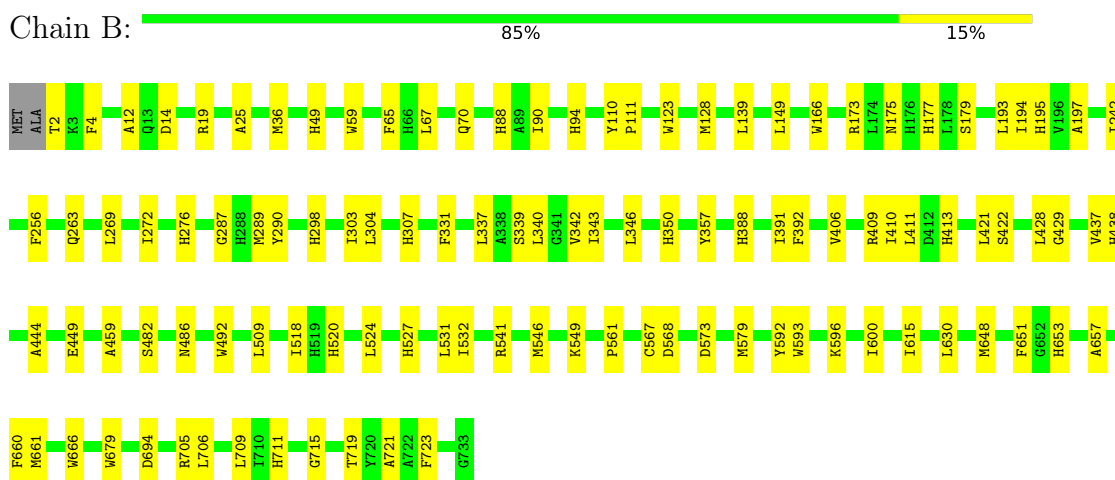 Chain B:
85% 15%
MET ALA T2 K3 F4 A12 Q13 D14 R19 A25 M36 H49 W59 F65 H66 L67 Q70 H88 A89 I90 H94 Y110 P111 W123 M128 L139 L149 W166 R173 L174 N175 H176 H177 L178 S179 L193 I194 H195 V196 A197
F256 Q263 L269 I272 H276 G287 H288 M289 Y290 H298 I303 L304 H307 F331 L337 A338 S339 L340 G341 V342 I343 L346 H350 Y357 H388 I391 F392 V406 R409 I410 L411 D412 H413 L421 S422 L428 G429 V437
A444 E449 A459 S482 N486 W492 L509 I518 H519 H520 L524 H527 L531 I532 R541 M546 K549 P561 C567 D568 D573 M579 Y592 W593 K596 I600 I615 L630 M648 F651 G652 H653 A657
F660 M661 W666 W679 D694 R705 L706 L709 I710 H711 G715 T719 Y720 A721 A722 F723 G733